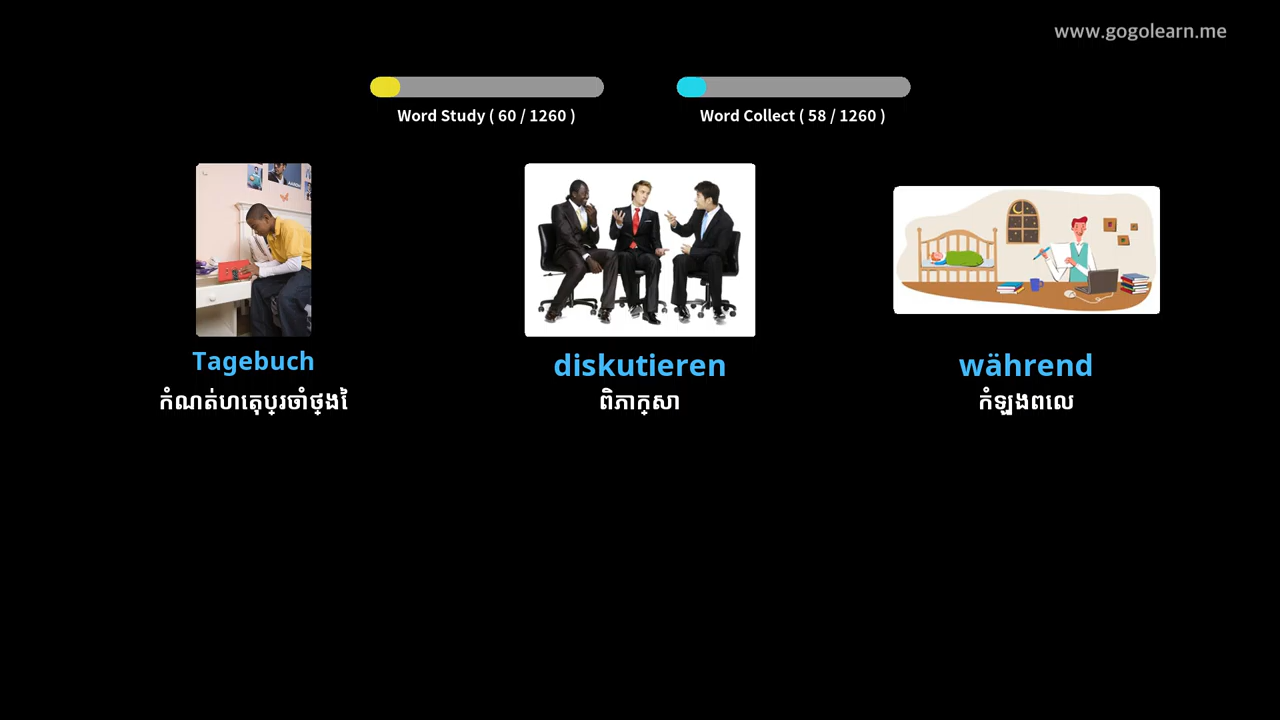 www.gogolearn.me
Word Study ( 60 / 1260 )
Word Collect ( 58 / 1260 )
Tagebuch
diskutieren
während
កំណត់ហេតុប្រចាំថ្ងៃ
ពិភាក្សា
កំឡុងពេល